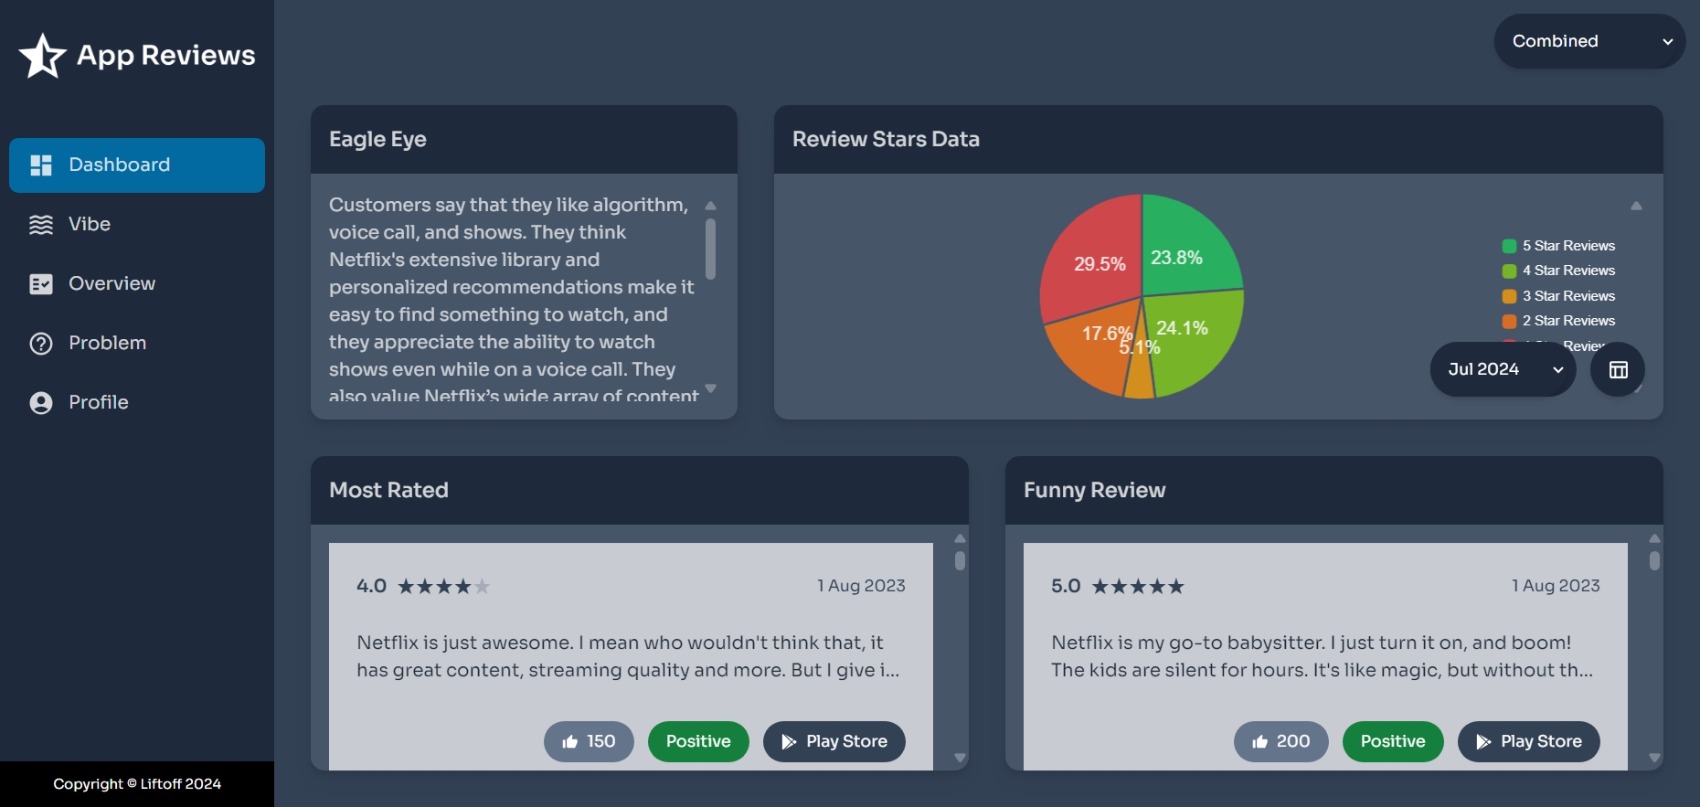 App Reviews
Combined
Dashboard
Vibe
Overview
Problem
Profile
Copyright © Liftoff 2024
Eagle Eye
Customers say that they like algorithm,
voice call, and shows. They think
Netflix's extensive library and
personalized recommendations make it
easy to find something to watch, and
they appreciate the ability to watch
shows even while on a voice call. They
also value Netflix’s wide array of content
Review Stars Data
29.5%
23.8%
17.6%
5.1%
24.1%
5 Star Reviews
4 Star Reviews
3 Star Reviews
2 Star Reviews
Jul 2024
Most Rated
4.0
1 Aug 2023
Netflix is just awesome. I mean who wouldn't think that, it
has great content, streaming quality and more. But I give i...
150
Positive
Play Store
Funny Review
5.0
1 Aug 2023
Netflix is my go-to babysitter. I just turn it on, and boom!
The kids are silent for hours. It's like magic, but without th...
200
Positive
Play Store